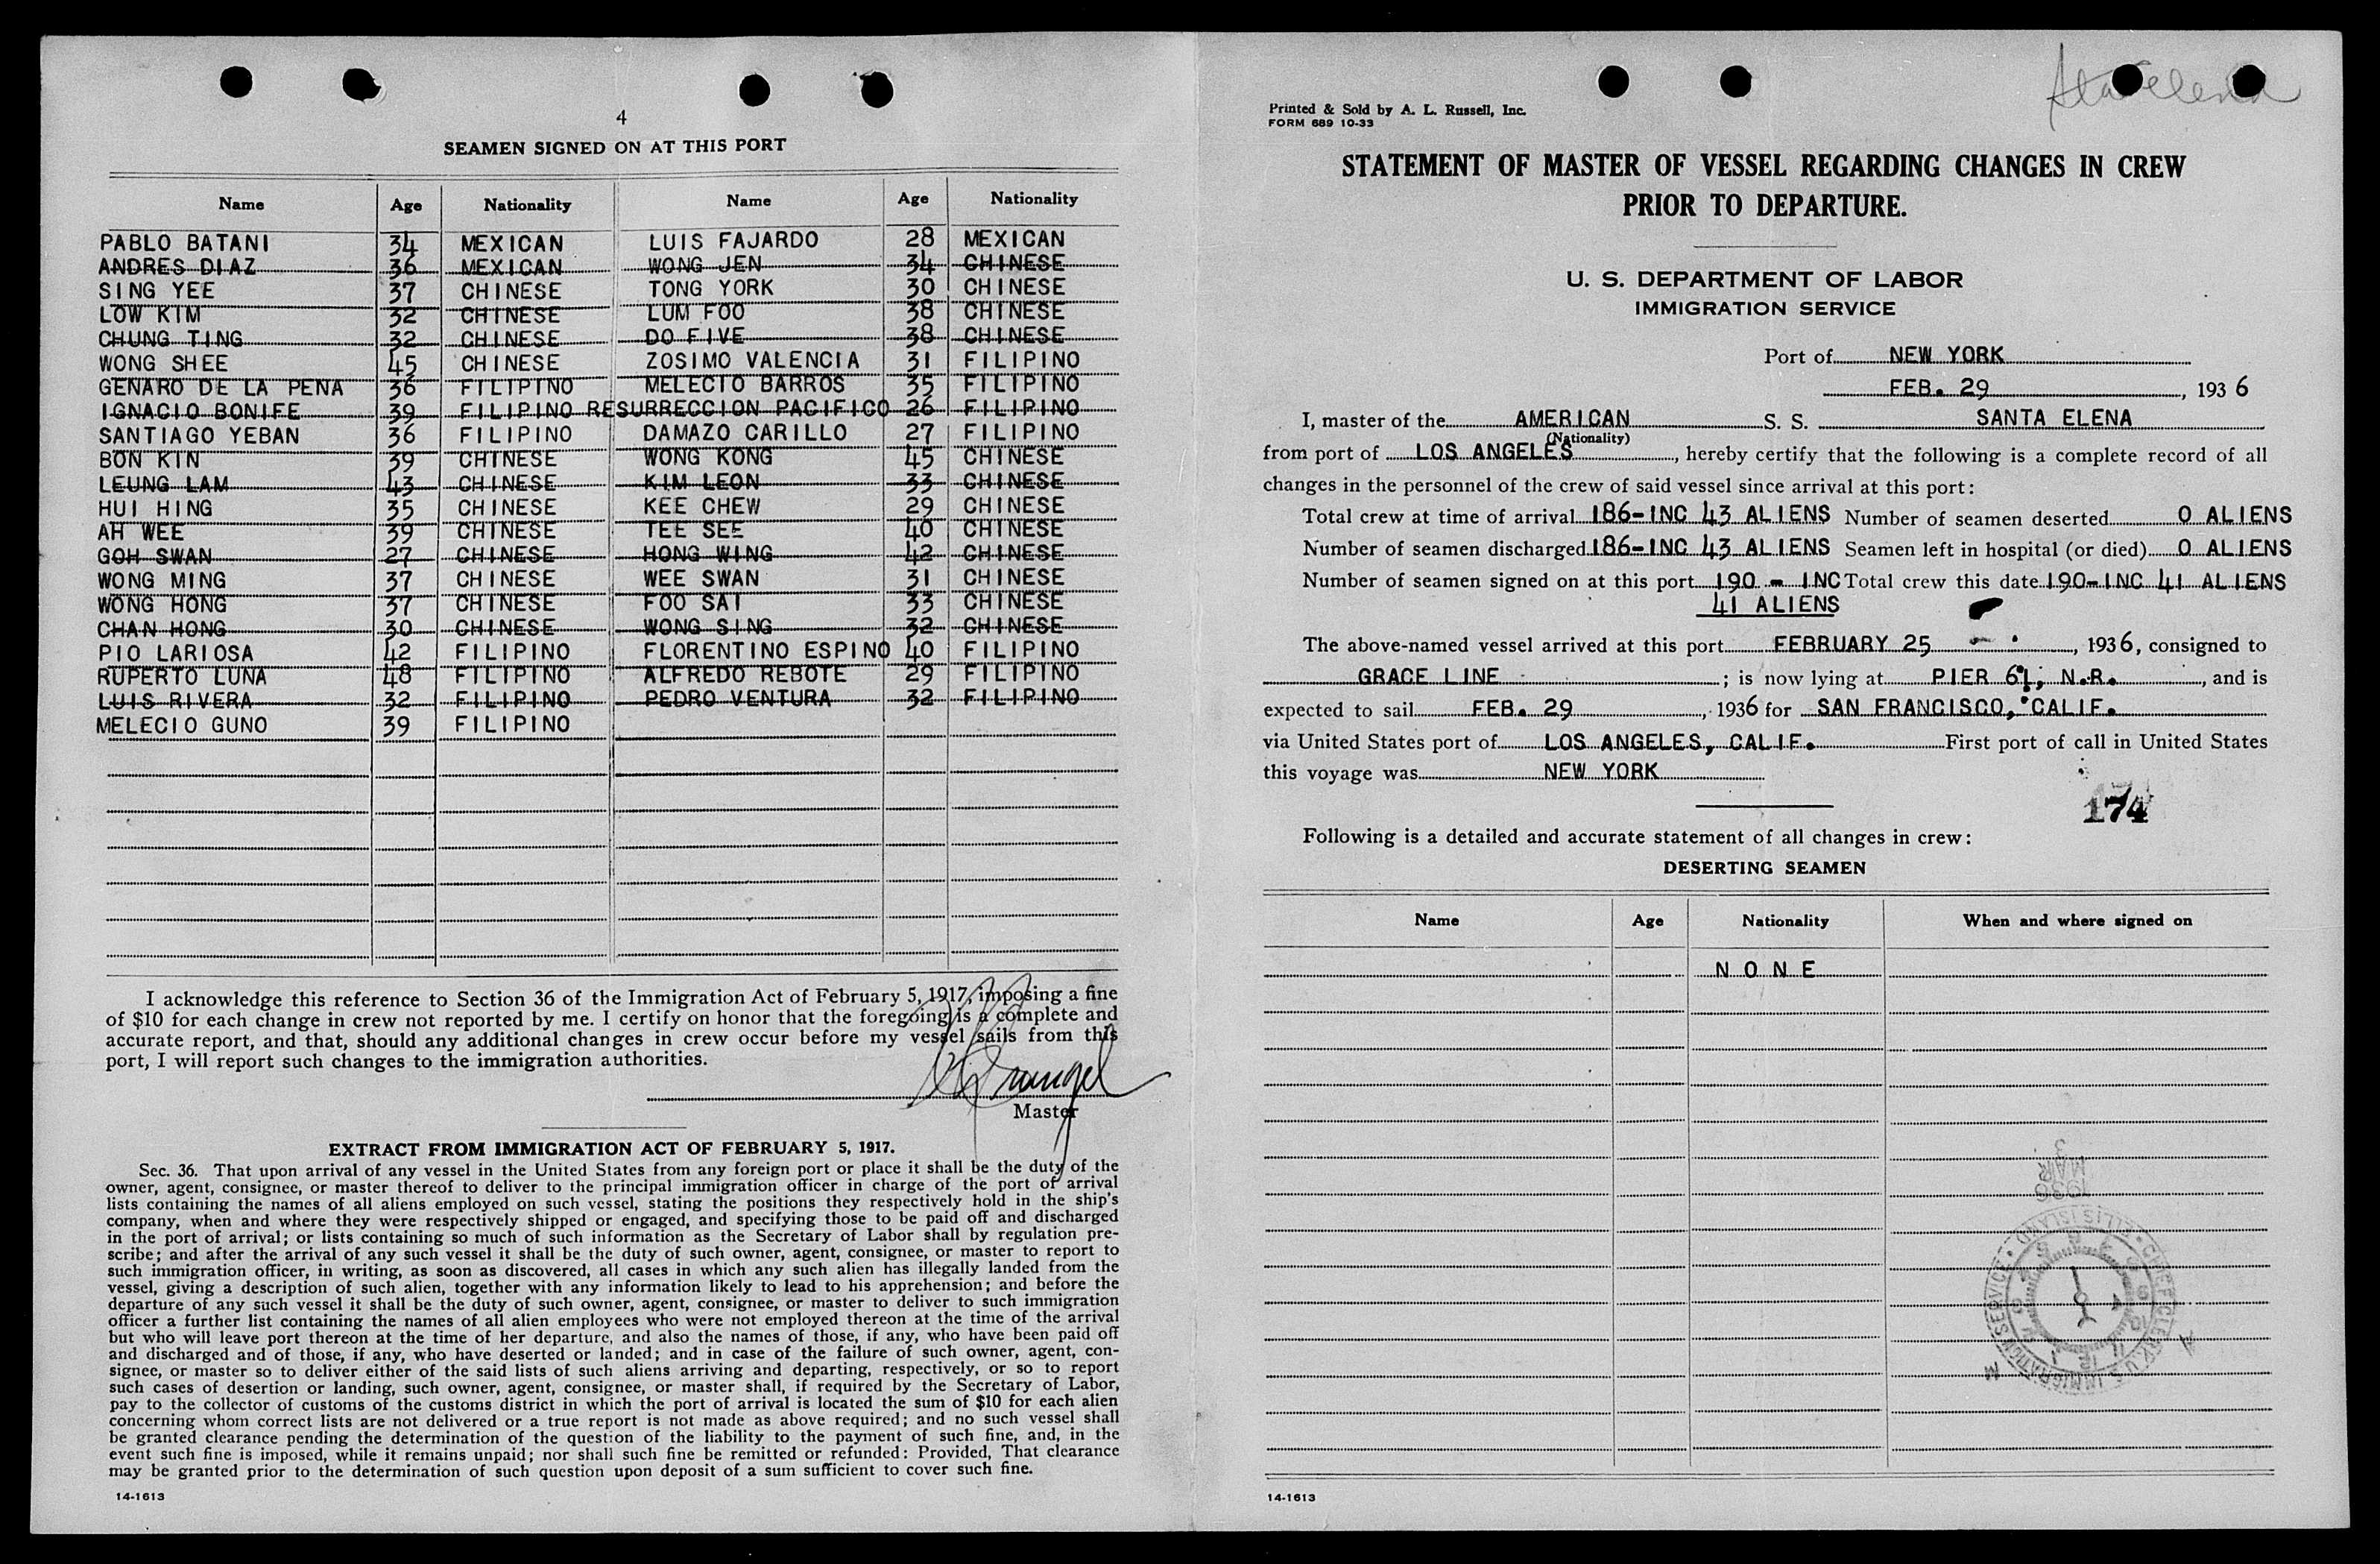 4
SEAMEN SIGNED ON AT THIS PORT
Name Age Nationality Name Age Nationality
PABLO BATANI 34 MEXICAN LUIS FAJARDO 28 MEXICAN
ANDRES DIAZ 36 MEXICAN WONG JEN 34 CHINESE
SING YEE 37 CHINESE TONG YORK 30 CHINESE
LOW KIM 32 CHINESE LUM FOO 38 CHINESE
CHUNG TING 32 CHINESE DO FIVE 38 CHINESE
WONG SHEE 45 CHINESE ZOSIMO VALENCIA 31 FILIPINO
GENARO DE LA PENA 36 FILIPINO MELECTO BARROS 35 FILIPINO
IGNACIO BONIFE 39 FILIPINO RESURRECCION PACIFICO 26 FILIPINO
SANTIAGO YEBAN 36 FILIPINO DAMAZO CARILLO 27 FILIPINO
BON KIN 39 CHINESE WONG KONG 45 CHINESE
LEUNG LAM 43 CHINESE KIM LEON 33 CHINESE
HUI HING 35 CHINESE KEE CHEW 29 CHINESE
AH WEE 39 CHINESE TEE SEE 40 CHINESE
GOH SWAN 27 CHINESE HONG WING 42 CHINESE
WONG MING 37 CHINESE WEE SWAN 31 CHINESE
WONG HONG 37 CHINESE FOO SAI 33 CHINESE
CHAN HONG 30 CHINESE WONG SING 32 CHINESE
PIO LARIOSA 42 FILIPINO FLORENTINO ESPINO 40 FILIPINO
RUPERTO LUNA 48 FILIPINO ALFREDO REBOTE 29 FILIPINO
LUIS RIVERA 32 FILIPINO PEDRO VENTURA 32 FILIPINO
MELECIO GUNO 39 FILIPINO
I acknowledge this reference to Section 36 of the Immigration Act of February 5, 1917, imposing a fine
of $10 for each change in crew not reported by me. I certify on honor that the foregoing is a complete and
accurate report, and that, should any additional changes in crew occur before my vessel sails from this
port, I will report such changes to the immigration authorities.
Master
EXTRACT FROM IMMIGRATION ACT OF FEBRUARY 5, 1917.
Sec. 36. That upon arrival of any vessel in the United States from any foreign port or place it shall be the duty of the
owner, agent, consignee, or master thereof to deliver to the principal immigration officer in charge of the port of arrival
lists containing the names of all aliens employed on such vessel, stating the positions they respectively hold in the ship's
company, when and where they were respectively shipped or engaged, and specifying those to be paid off and discharged
in the port of arrival; or lists containing so much of such information as the Secretary of Labor shall by regulation pre-
scribe; and after the arrival of any such vessel it shall be the duty of such owner, agent, consignee, or master to report to
such immigration officer, in writing, as soon as discovered, all cases in which any such alien has illegally landed from the
vessel, giving a description of such alien, together with any information likely to lead to his apprehension; and before the
departure of any such vessel it shall be the duty of such owner, agent, consignee, or master to deliver to such immigration
officer a further list containing the names of all alien employees who were not employed thereon at the time of the arrival
but who will leave port thereon at the time of her departure, and also the names of those, if any, who have been paid off
and discharged and of those, if any, who have deserted or landed; and in case of the failure of such owner, agent, con-
signee, or master so to deliver either of the said lists of such aliens arriving and departing, respectively, or so to report
such cases of desertion or landing, such owner, agent, consignee, or master shall, if required by the Secretary of Labor,
pay to the collector of customs of the customs district in which the port of arrival is located the sum of $10 for each alien
concerning whom correct lists are not delivered or a true report is not made as above required; and no such vessel shall
be granted clearance pending the determination of the question of the liability to the payment of such fine, and, in the
event such fine is imposed, while it remains unpaid; nor shall such fine be remitted or refunded: Provided, That clearance
may be granted prior to the determination of such question upon deposit of a sum sufficient to cover such fine.
14-1613
Printed & Sold by A. L. Russell, Inc.
FORM 689 10-33
STATEMENT OF MASTER OF VESSEL REGARDING CHANGES IN CREW
PRIOR TO DEPARTURE.
U. S. DEPARTMENT OF LABOR
IMMIGRATION SERVICE
Port of NEW YORK
FEB. 29, 1936
I, master of the AMERICAN S. S. SANTA ELENA
(Nationality)
from port of LOS ANGELES, hereby certify that the following is a complete record of all
changes in the personnel of the crew of said vessel since arrival at this port:
Total crew at time of arrival 186-INC 43 ALIENS Number of seamen deserted 0 ALIENS
Number of seamen discharged 186-INC 43 ALIENS Seamen left in hospital (or died) 0 ALIENS
Number of seamen signed on at this port 190 - INC Total crew this date 190-INC 41 ALIENS
41 ALIENS
The above-named vessel arrived at this port FEBRUARY 25, 1936, consigned to
GRACE LINE; is now lying at PIER 61, N.R., and is
expected to sail FEB. 29, 1936 for SAN FRANCISCO, CALIF.
via United States port of LOS ANGELES, CALIF. First port of call in United States
this voyage was NEW YORK
174
Following is a detailed and accurate statement of all changes in crew:
DESERTING SEAMEN
Name Age Nationality When and where signed on
NONE
1936
MAR
3
CHIEF CLERK, U.S. IMMIGRATION SERVICE. ELLIS ISLAND
14-1613